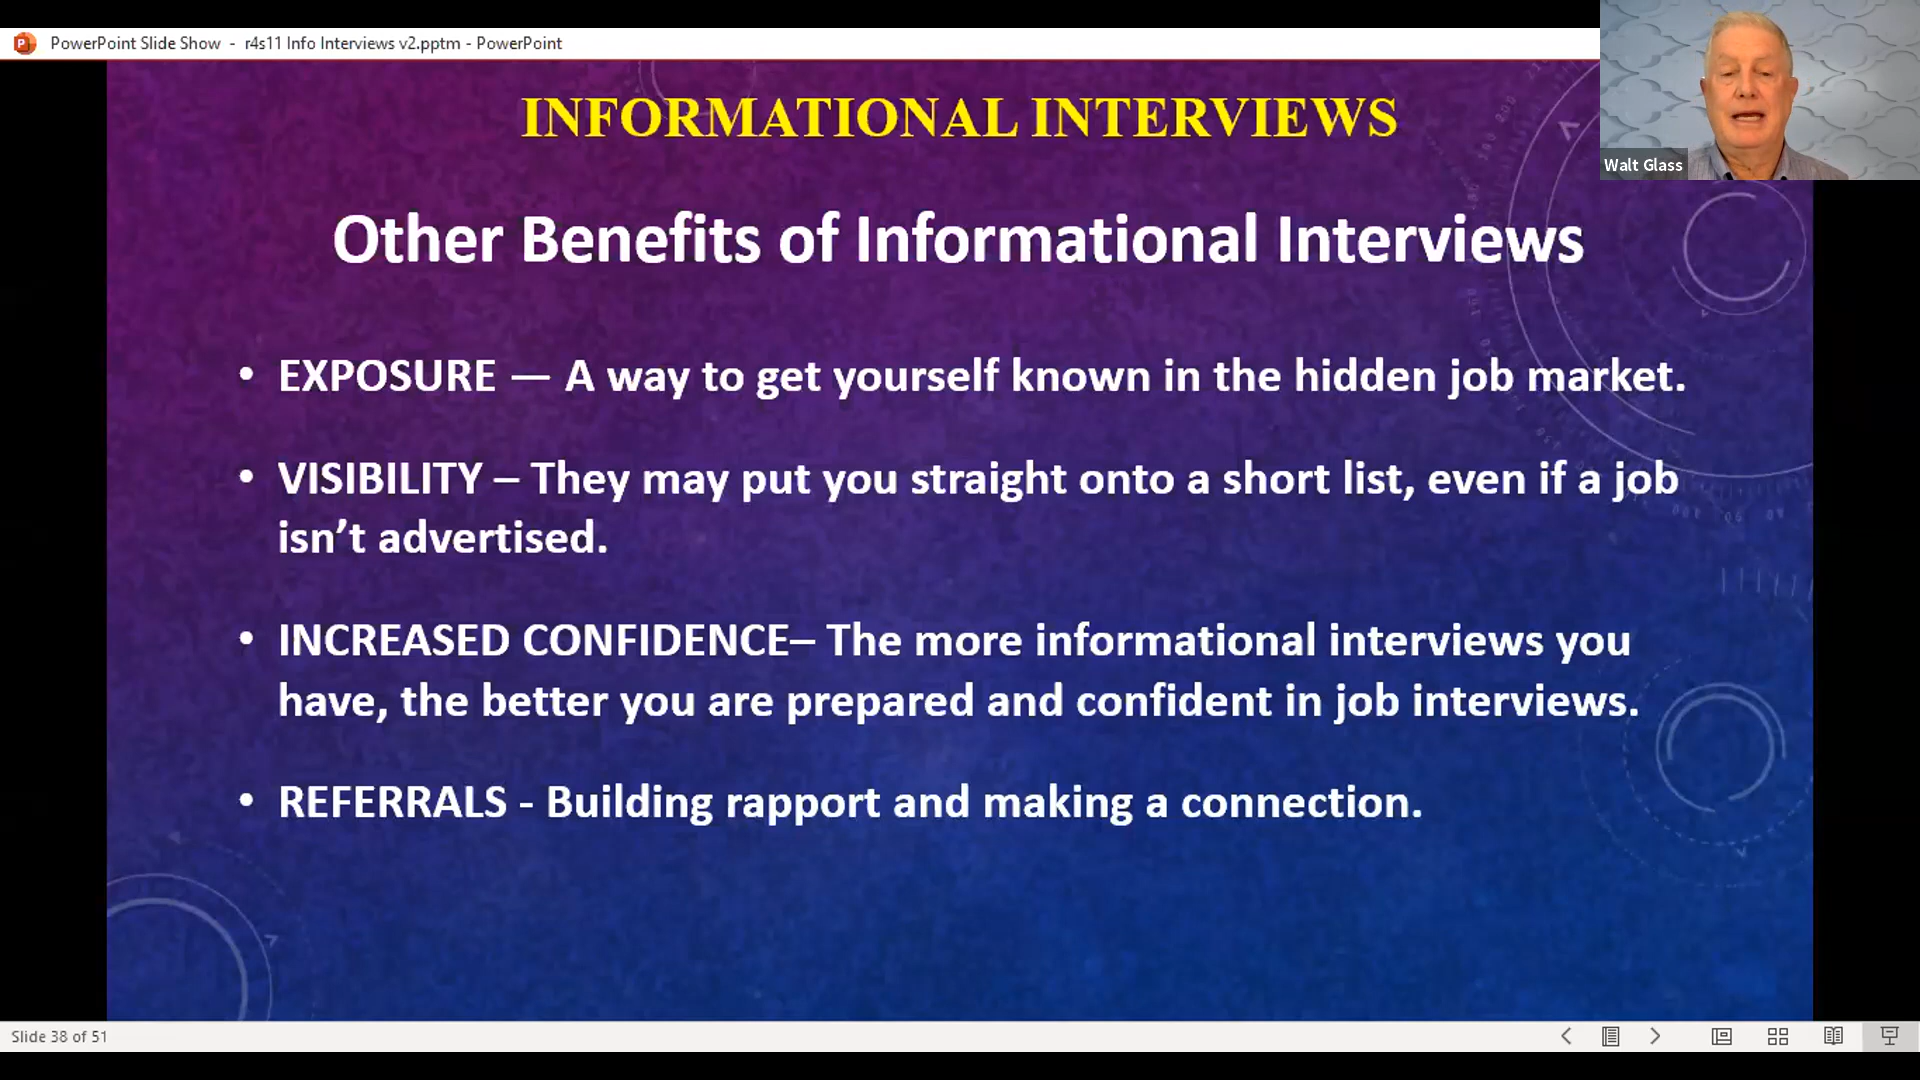 PowerPoint Slide Show - r4s11 Info Interviews v2.pptm - PowerPoint
INFORMATIONAL INTERVIEWS
Walt Glass
Other Benefits of Informational Interviews
• EXPOSURE — A way to get yourself known in the hidden job market.
• VISIBILITY – They may put you straight onto a short list, even if a job
isn’t advertised.
• INCREASED CONFIDENCE– The more informational interviews you
have, the better you are prepared and confident in job interviews.
• REFERRALS - Building rapport and making a connection.
Slide 38 of 51